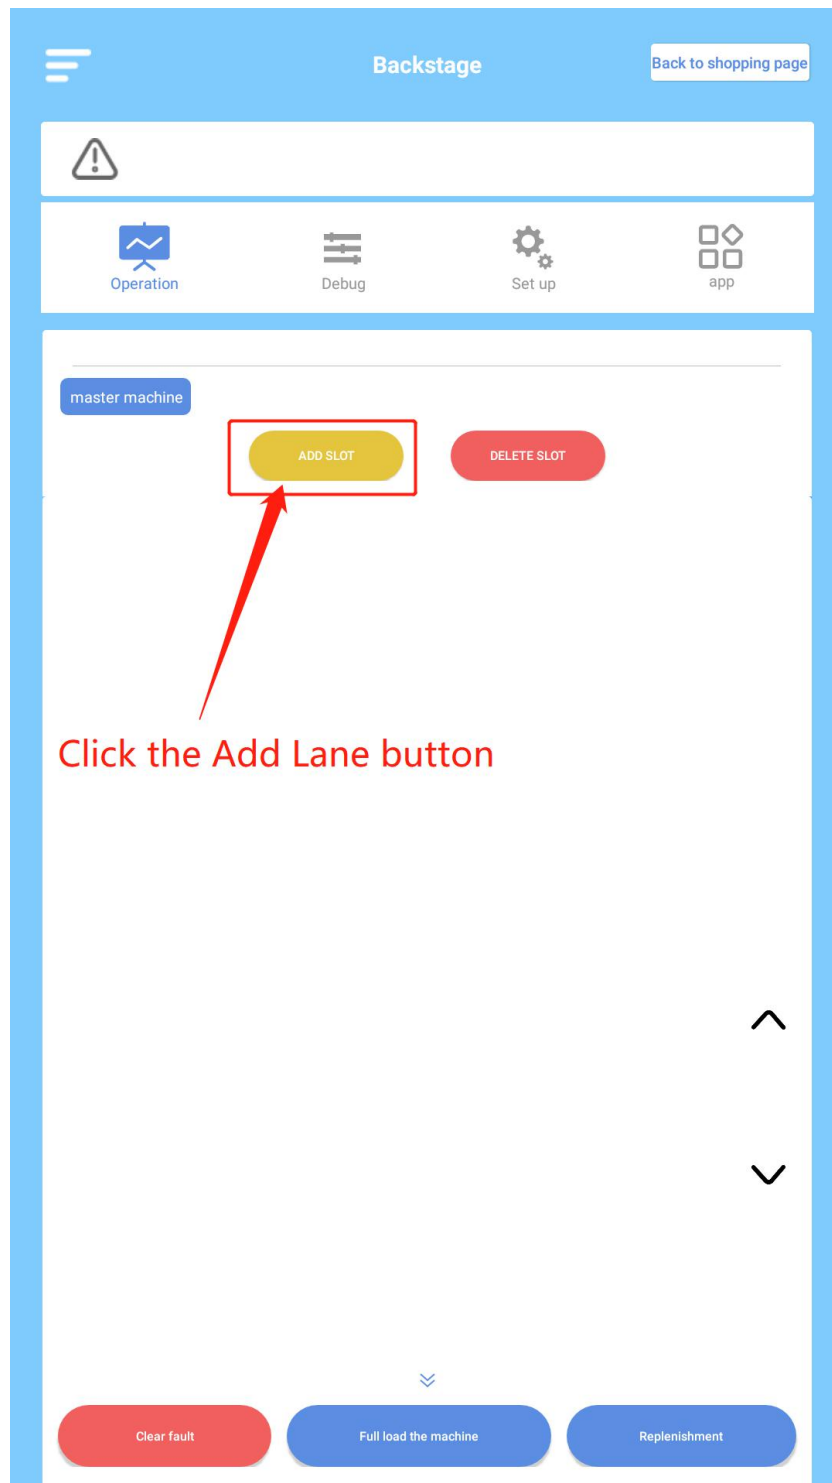 Backstage
Back to shopping page
Operation
Debug
Set up
app
master machine
ADD SLOT
DELETE SLOT
Click the Add Lane button
Clear fault
Full load the machine
Replenishment